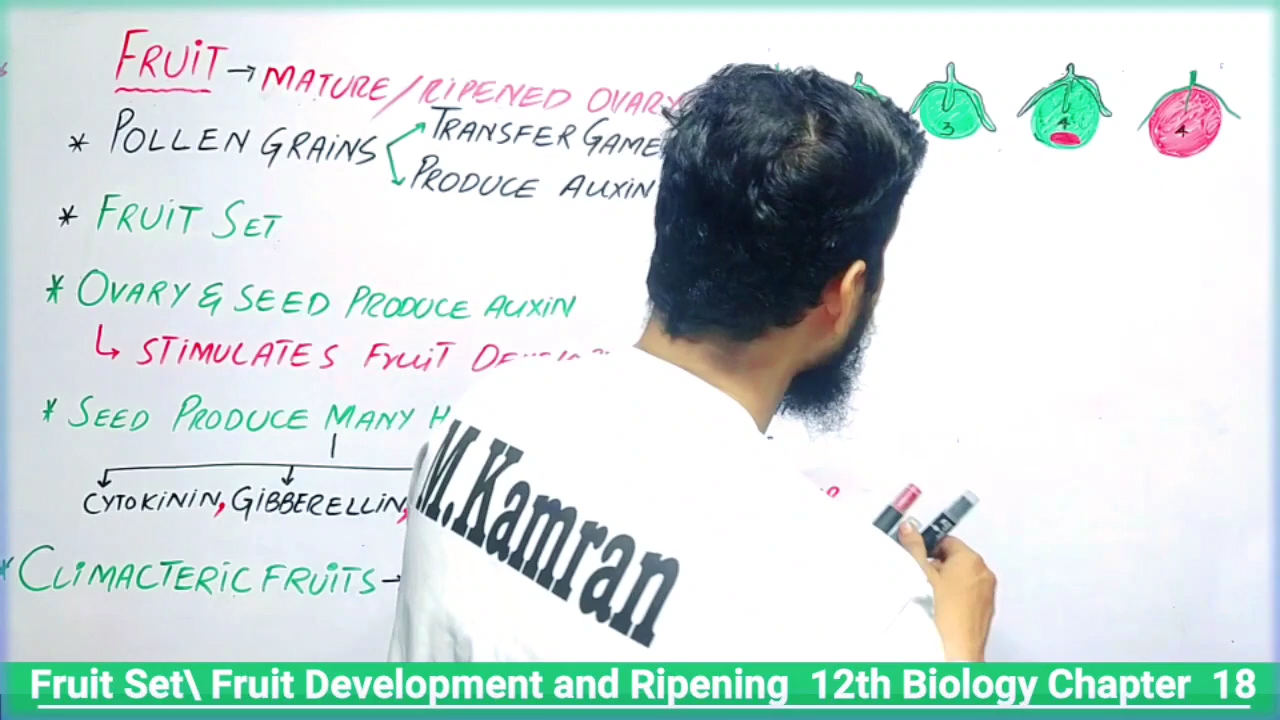 FRUIT → MATURE/RIPENED OVARY
* POLLEN GRAINS
TRANSFER GAME
PRODUCE AUXIN
* FRUIT SET
* OVARY & SEED PRODUCE AUXIN
↳ STIMULATES FRUIT
* SEED PRODUCE MANY H
CYTOKININ, GIBBERELLIN,
* CLIMACTERIC FRUITS →
3
4
4
M.Kamran
Fruit Set\ Fruit Development and Ripening 12th Biology Chapter 18